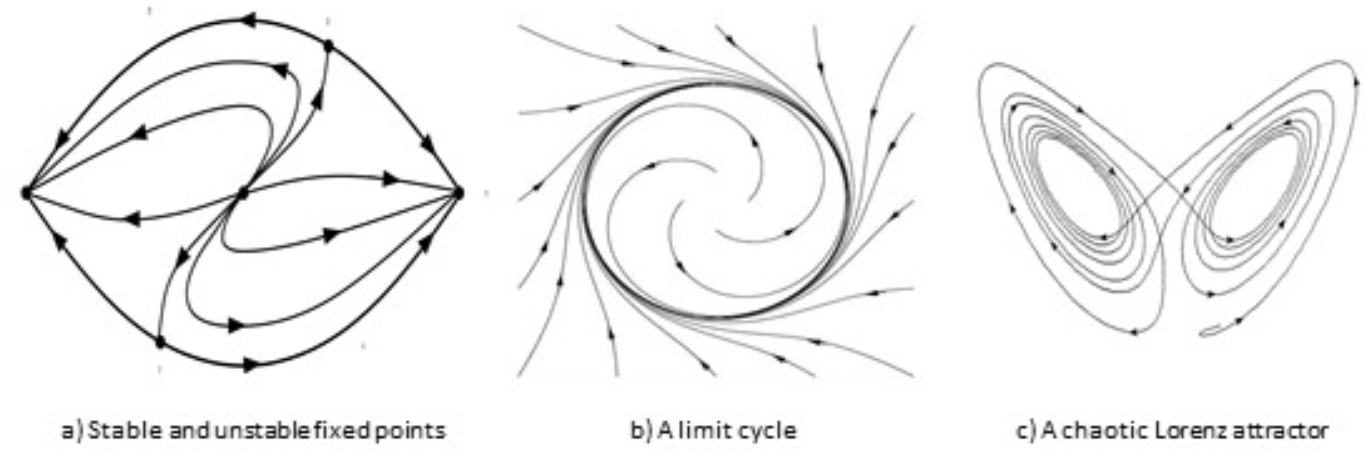 a) Stable and unstable fixed points
b) A limit cycle
c) A chaotic Lorenz attractor